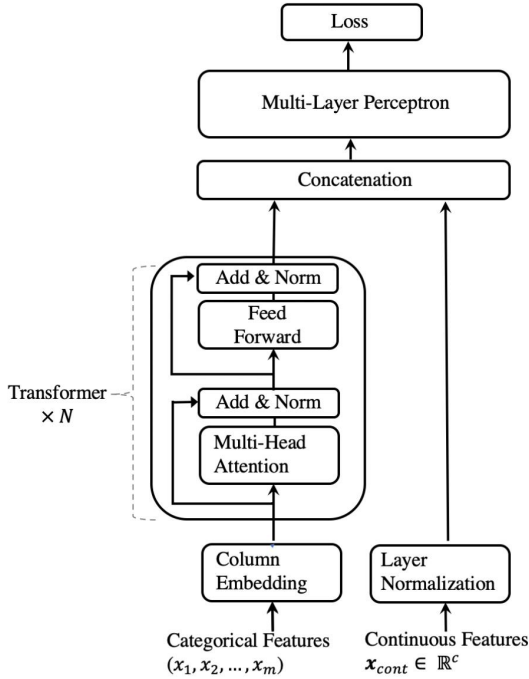 Loss
Multi-Layer Perceptron
Concatenation
Add & Norm
Feed
Forward
Transformer
× N
Add & Norm
Multi-Head
Attention
Column
Embedding
Layer
Normalization
Categorical Features
(x₁, x₂, ..., xₘ)
Continuous Features
x_cont ∈ ℝᶜ